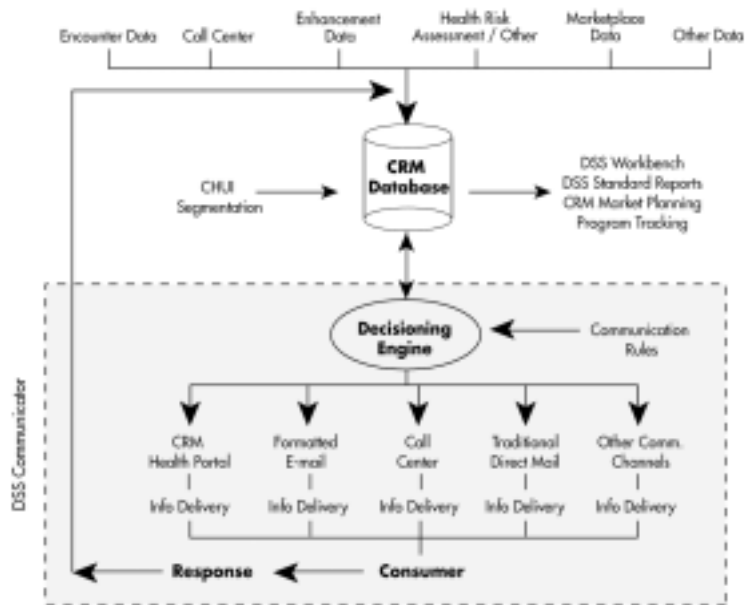 Encounter Data
Call Center
Enhancement
Data
Health Risk
Assessment / Other
Marketplace
Data
Other Data
CRM
Database
CHUI
Segmentation
DSS Workbench
DSS Standard Reports
CRM Market Planning
Program Tracking
DSS Communicator
Decisioning
Engine
Communication
Rules
CRM
Health Portal
Formatted
E-mail
Call
Center
Traditional
Direct Mail
Other Comm.
Channels
Info Delivery
Info Delivery
Info Delivery
Info Delivery
Info Delivery
Response
Consumer